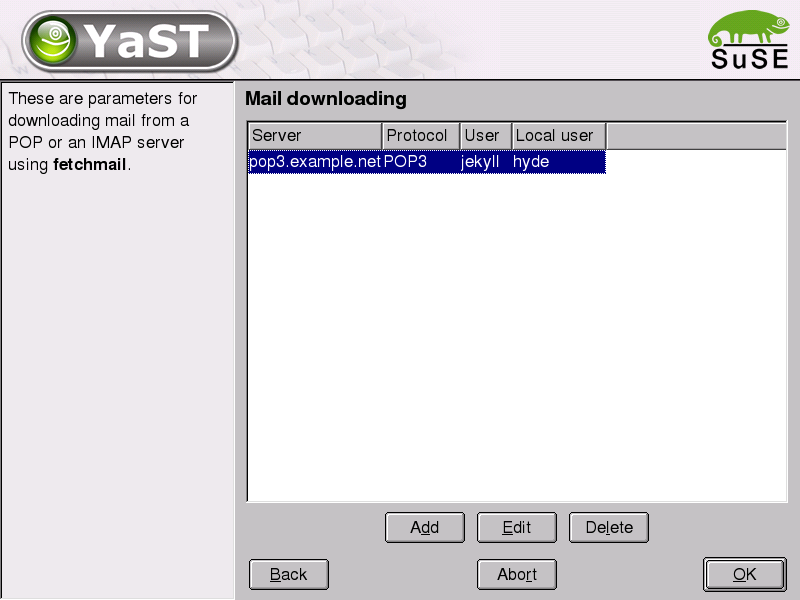 YaST
SuSE
These are parameters for
downloading mail from a
POP or an IMAP server
using fetchmail.
Mail downloading
Server Protocol User Local user
pop3.example.net POP3 jekyll hyde
Add Edit Delete
Back Abort OK